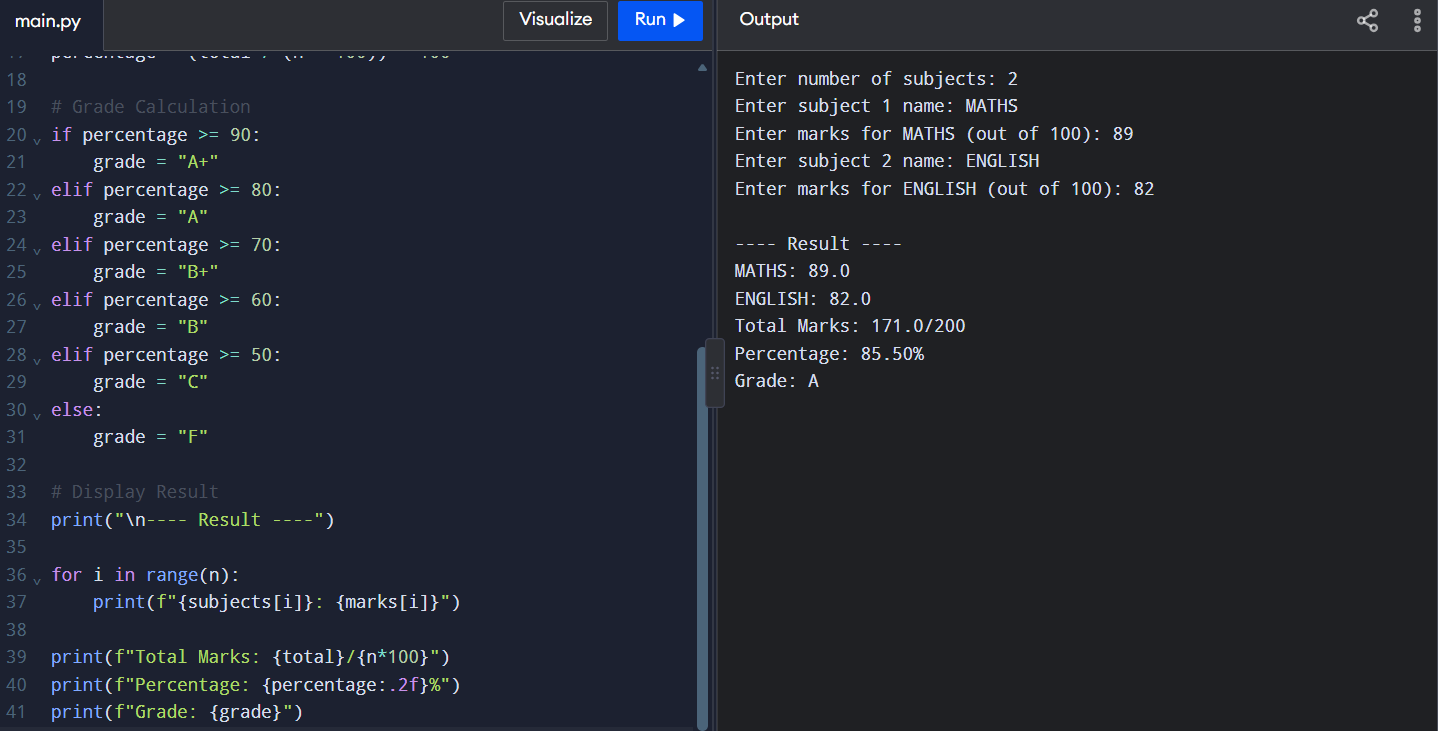 main.py
Visualize
Run
Output
18
19 # Grade Calculation
20 if percentage >= 90:
21     grade = "A+"
22 elif percentage >= 80:
23     grade = "A"
24 elif percentage >= 70:
25     grade = "B+"
26 elif percentage >= 60:
27     grade = "B"
28 elif percentage >= 50:
29     grade = "C"
30 else:
31     grade = "F"
32
33 # Display Result
34 print("\n---- Result ----")
35
36 for i in range(n):
37     print(f"{subjects[i]}: {marks[i]}")
38
39 print(f"Total Marks: {total}/{n*100}")
40 print(f"Percentage: {percentage:.2f}%")
41 print(f"Grade: {grade}")
Enter number of subjects: 2
Enter subject 1 name: MATHS
Enter marks for MATHS (out of 100): 89
Enter subject 2 name: ENGLISH
Enter marks for ENGLISH (out of 100): 82
---- Result ----
MATHS: 89.0
ENGLISH: 82.0
Total Marks: 171.0/200
Percentage: 85.50%
Grade: A